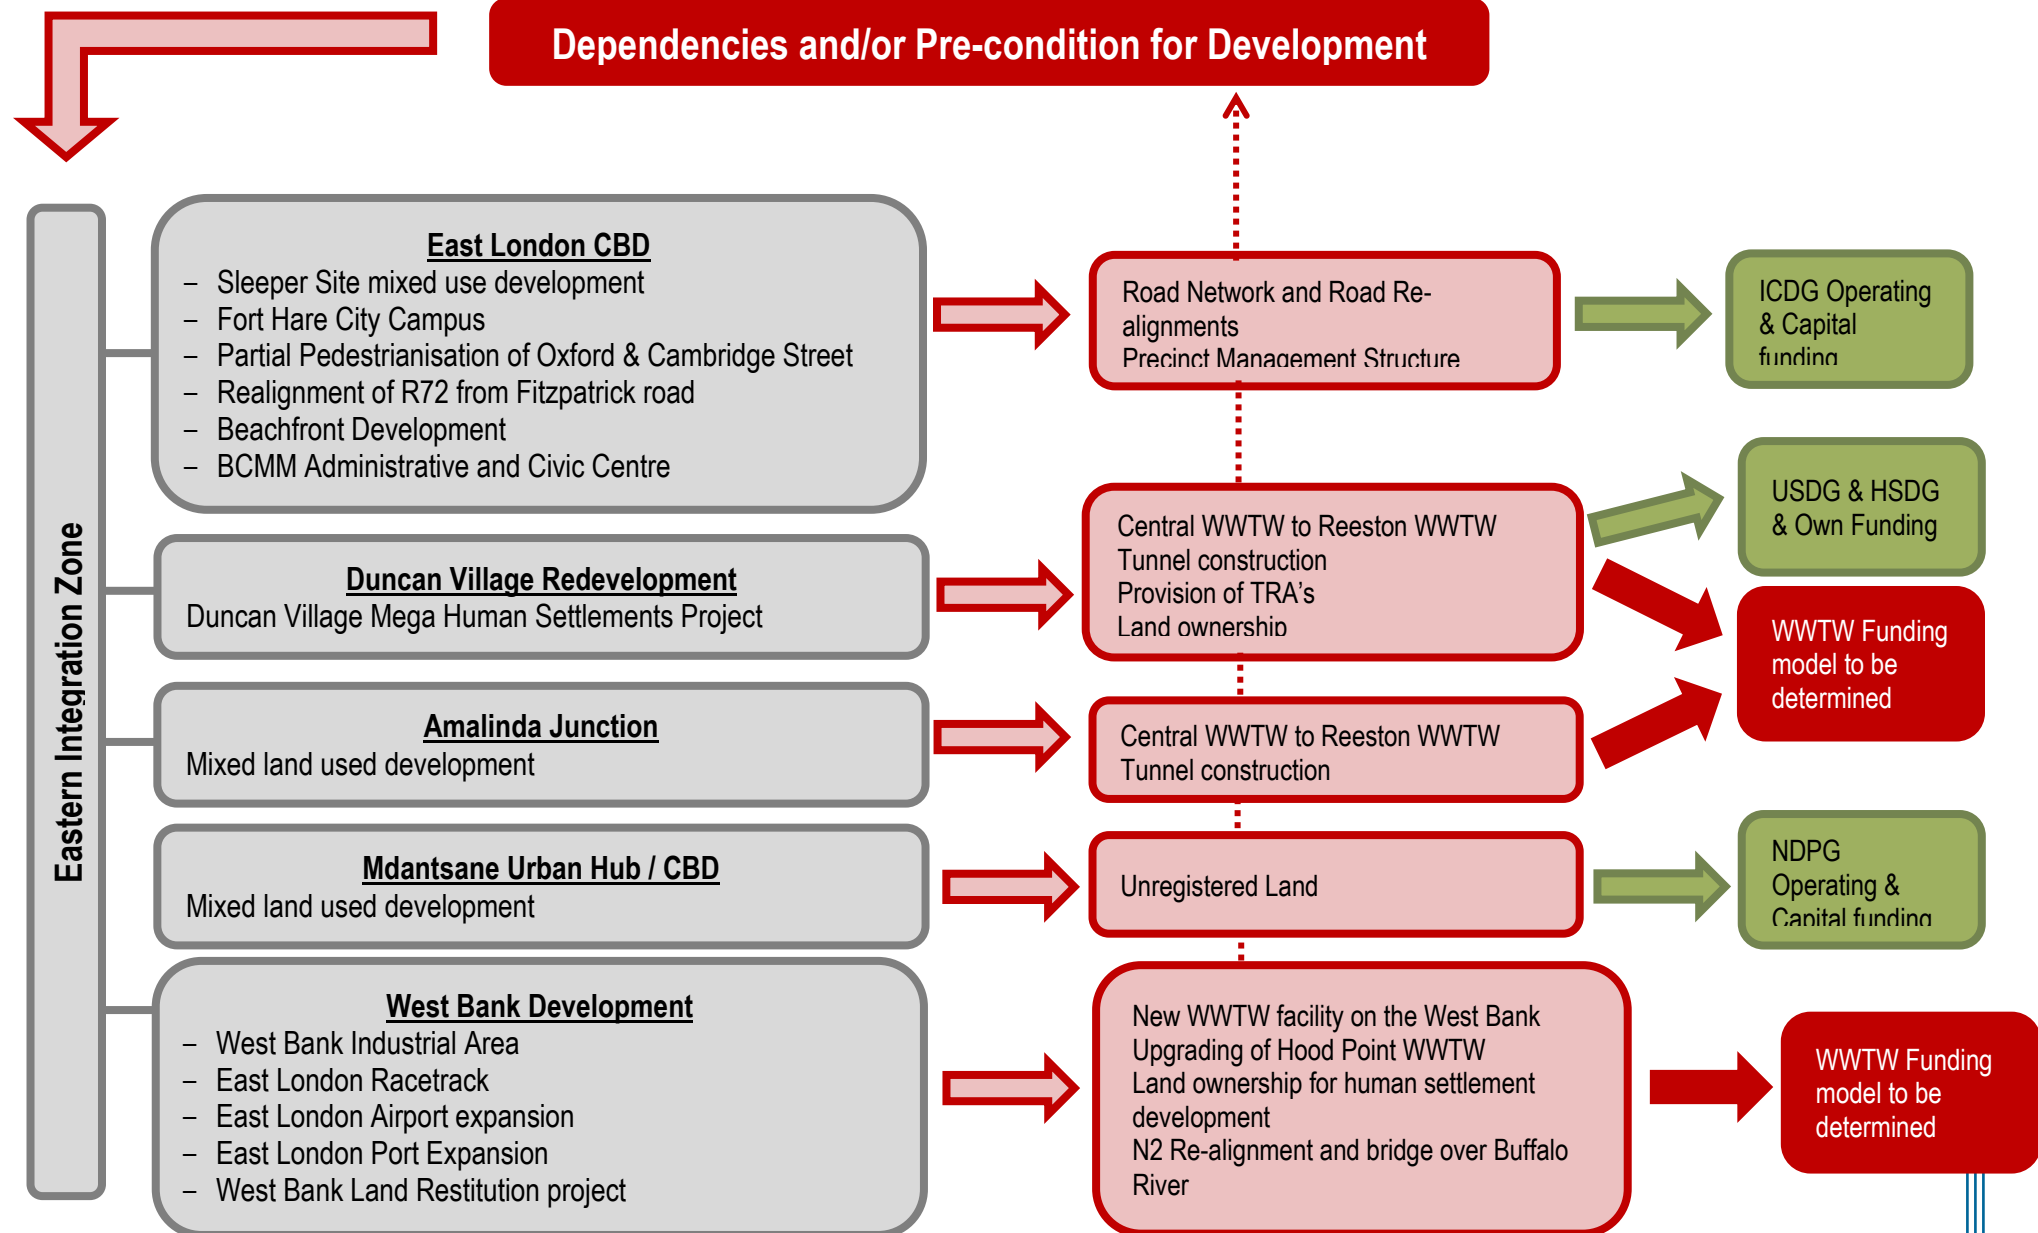 Dependencies and/or Pre-condition for Development
Eastern Integration Zone
East London CBD
– Sleeper Site mixed use development
– Fort Hare City Campus
– Partial Pedestrianisation of Oxford & Cambridge Street
– Realignment of R72 from Fitzpatrick road
– Beachfront Development
– BCMM Administrative and Civic Centre
Road Network and Road Re-
alignments
Precinct Management Structure
ICDG Operating
& Capital
funding
Duncan Village Redevelopment
Duncan Village Mega Human Settlements Project
Central WWTW to Reeston WWTW
Tunnel construction
Provision of TRA’s
Land ownership
USDG & HSDG
& Own Funding
WWTW Funding
model to be
determined
Amalinda Junction
Mixed land used development
Central WWTW to Reeston WWTW
Tunnel construction
Mdantsane Urban Hub / CBD
Mixed land used development
Unregistered Land
NDPG
Operating &
Capital funding
West Bank Development
– West Bank Industrial Area
– East London Racetrack
– East London Airport expansion
– East London Port Expansion
– West Bank Land Restitution project
New WWTW facility on the West Bank
Upgrading of Hood Point WWTW
Land ownership for human settlement
development
N2 Re-alignment and bridge over Buffalo
River
WWTW Funding
model to be
determined